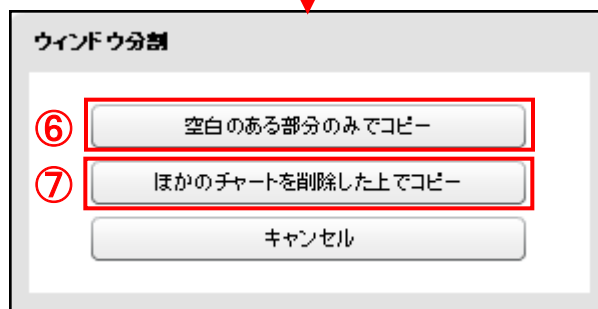 ウィンドウ分割
⑥ 空白のある部分のみでコピー
⑦ ほかのチャートを削除した上でコピー
キャンセル